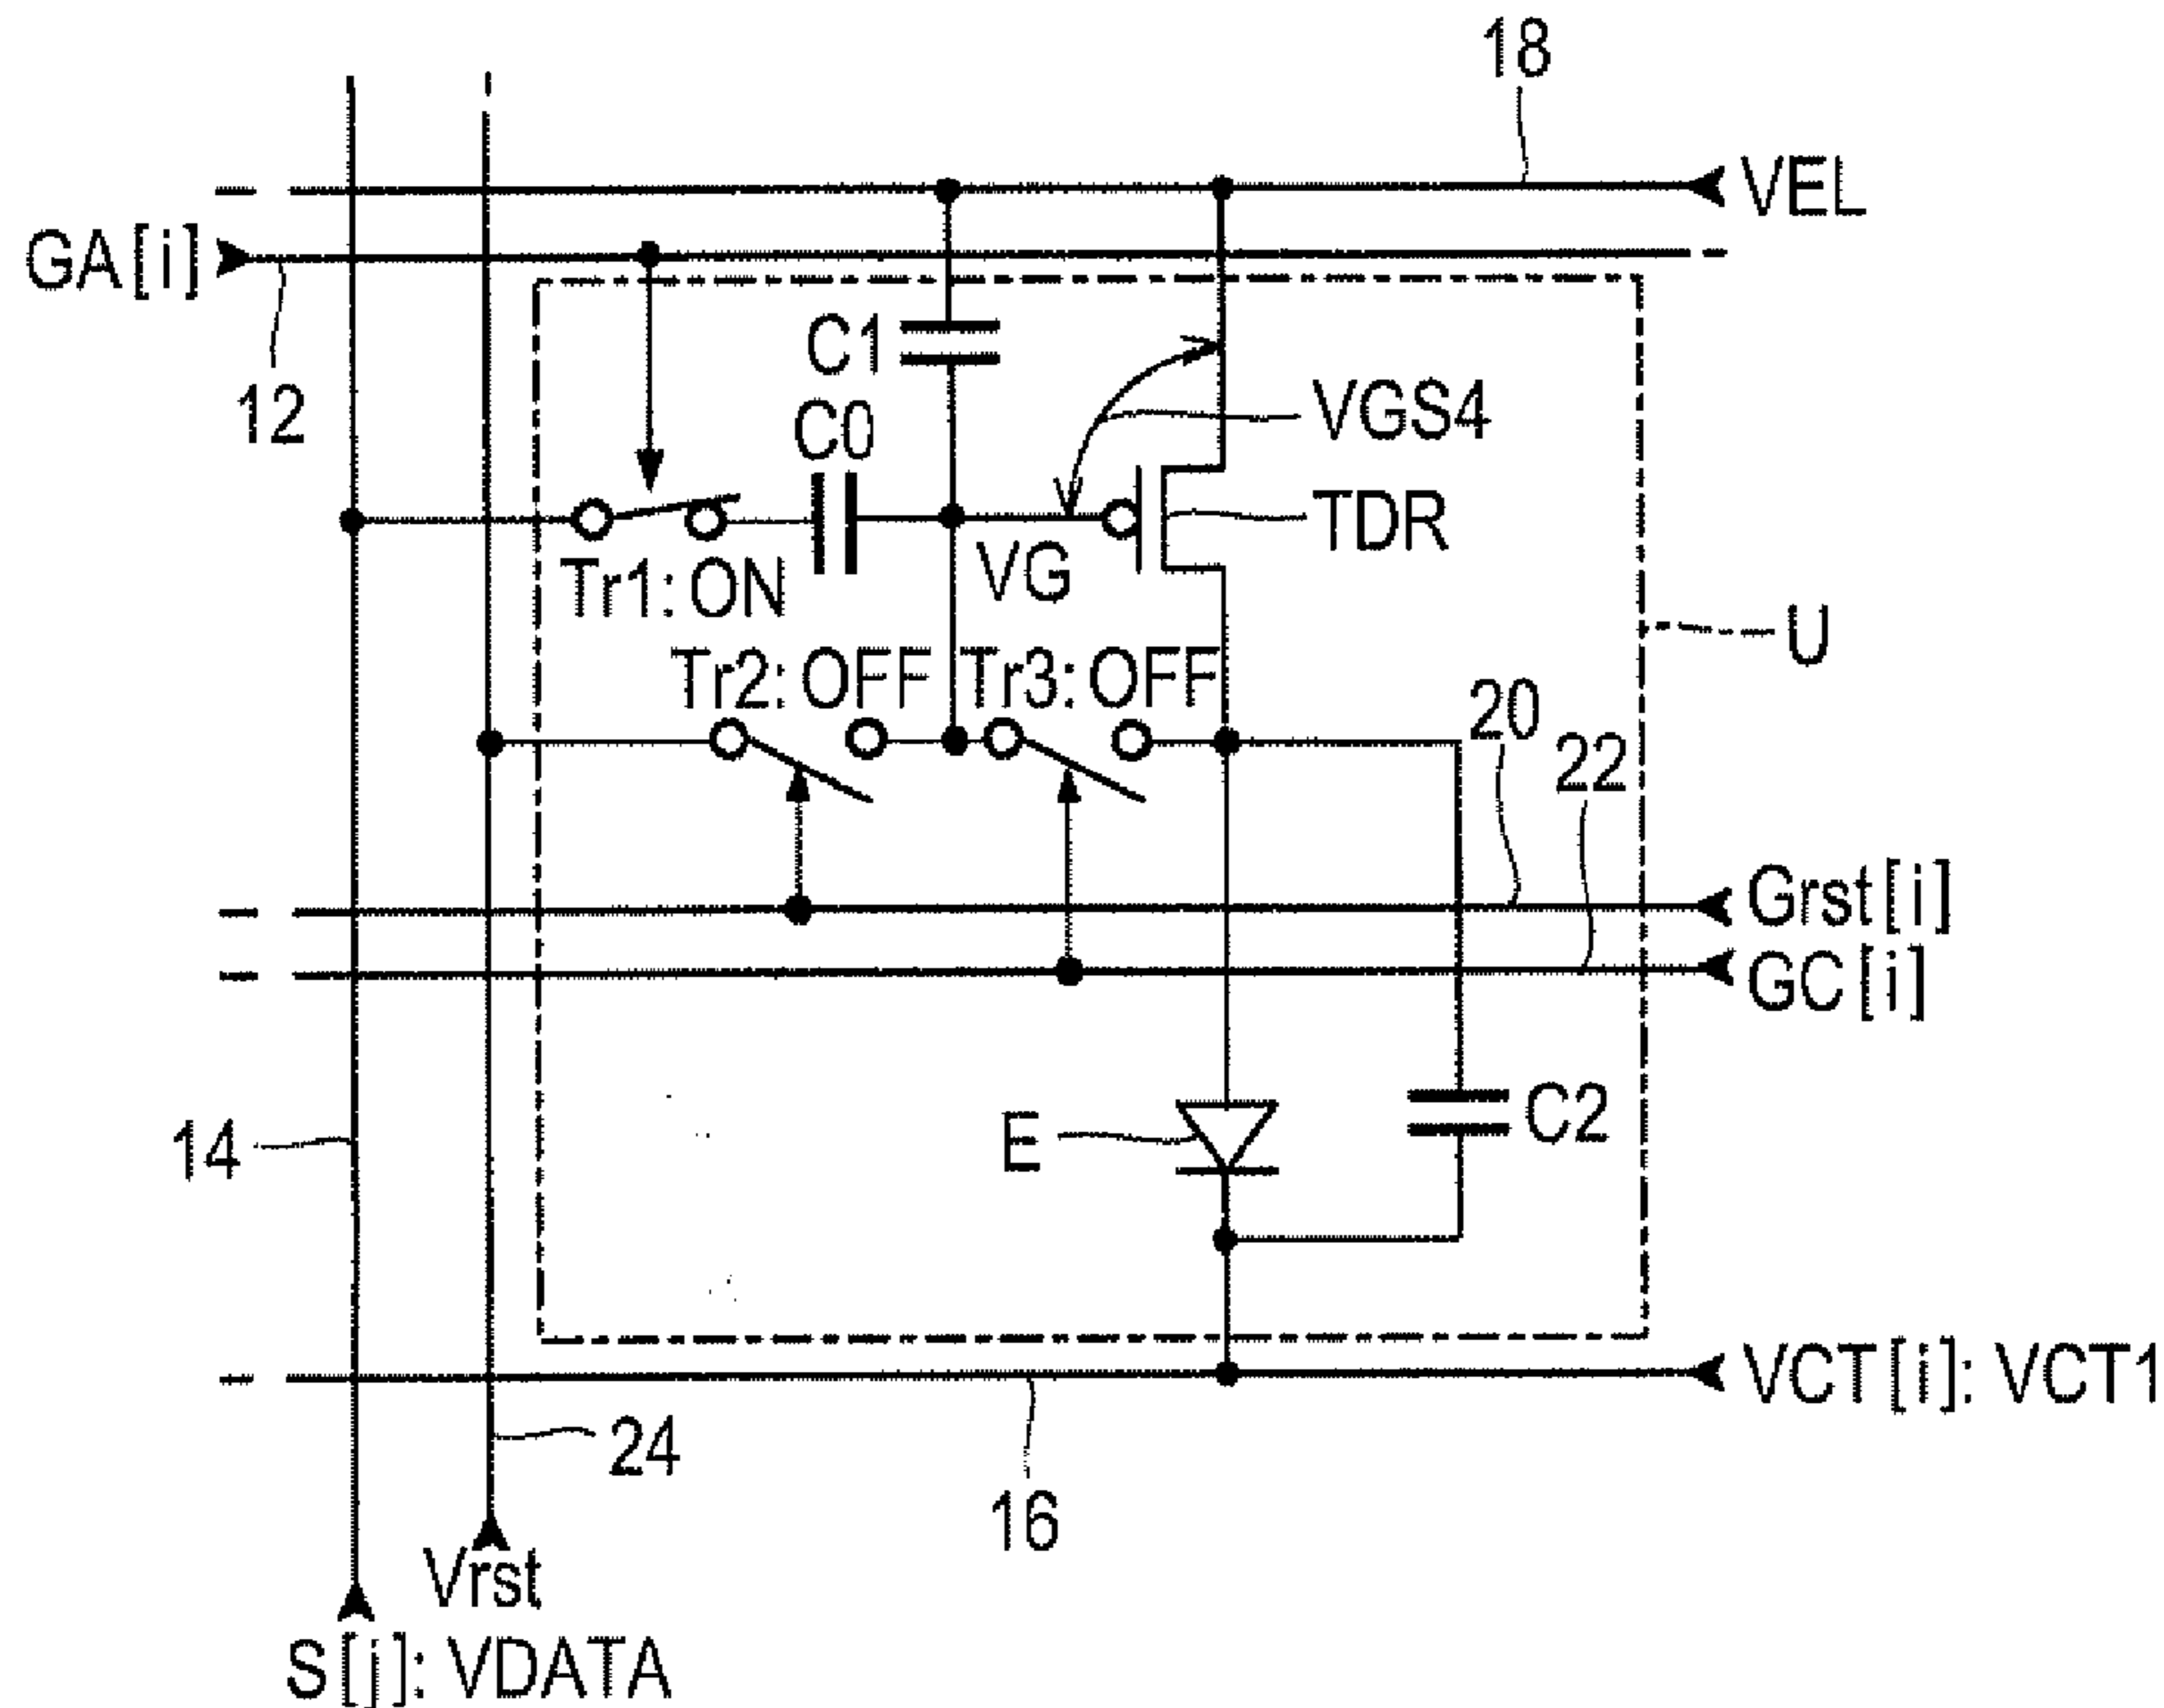 18
VEL
GA[i]
12
C1
C0
VGS4
TDR
Tr1:ON
VG
U
Tr2:OFF
Tr3:OFF
20
22
Grst[i]
GC[i]
14
E
C2
VCT[i]:VCT1
24
16
Vrst
S[j]:VDATA